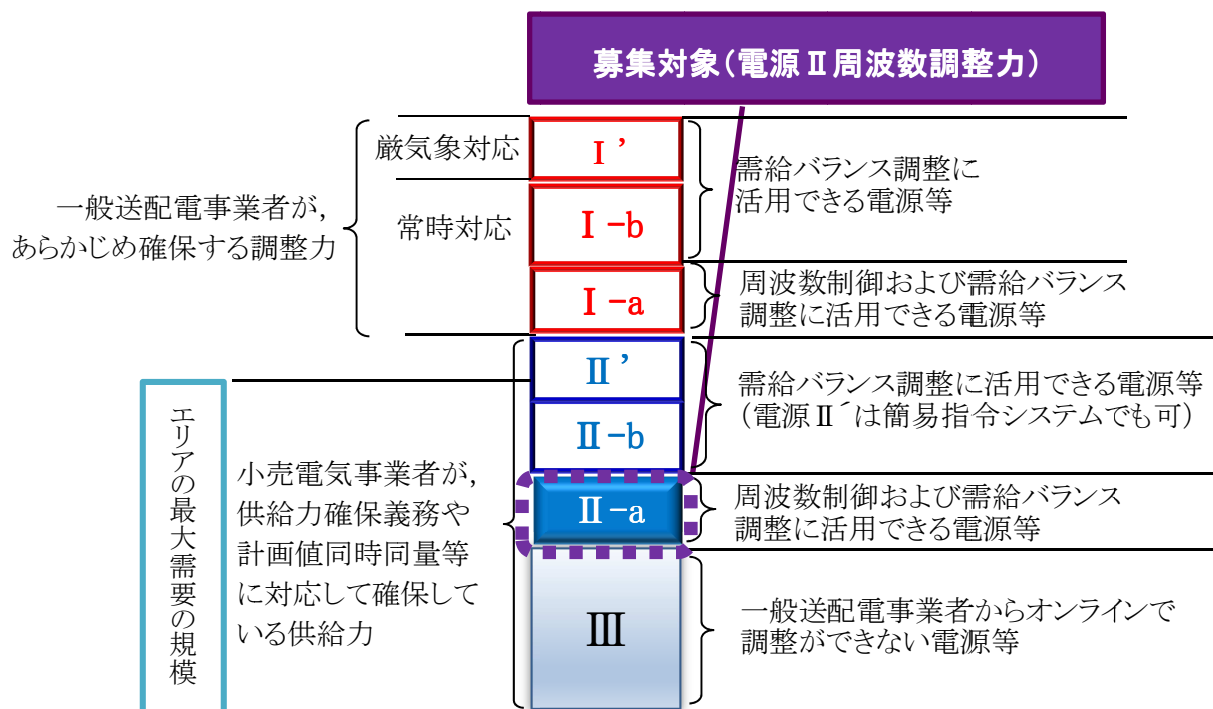 募集対象(電源Ⅱ周波数調整力)
厳気象対応
Ⅰ’
需給バランス調整に
活用できる電源等
一般送配電事業者が,
あらかじめ確保する調整力
常時対応
Ⅰ-b
Ⅰ-a
周波数制御および需給バランス
調整に活用できる電源等
Ⅱ’
需給バランス調整に活用できる電源等
(電源Ⅱ´は簡易指令システムでも可)
Ⅱ-b
エリアの最大需要の規模
小売電気事業者が,
供給力確保義務や
計画値同時同量等
に対応して確保して
いる供給力
Ⅱ-a
周波数制御および需給バランス
調整に活用できる電源等
Ⅲ
一般送配電事業者からオンラインで
調整ができない電源等